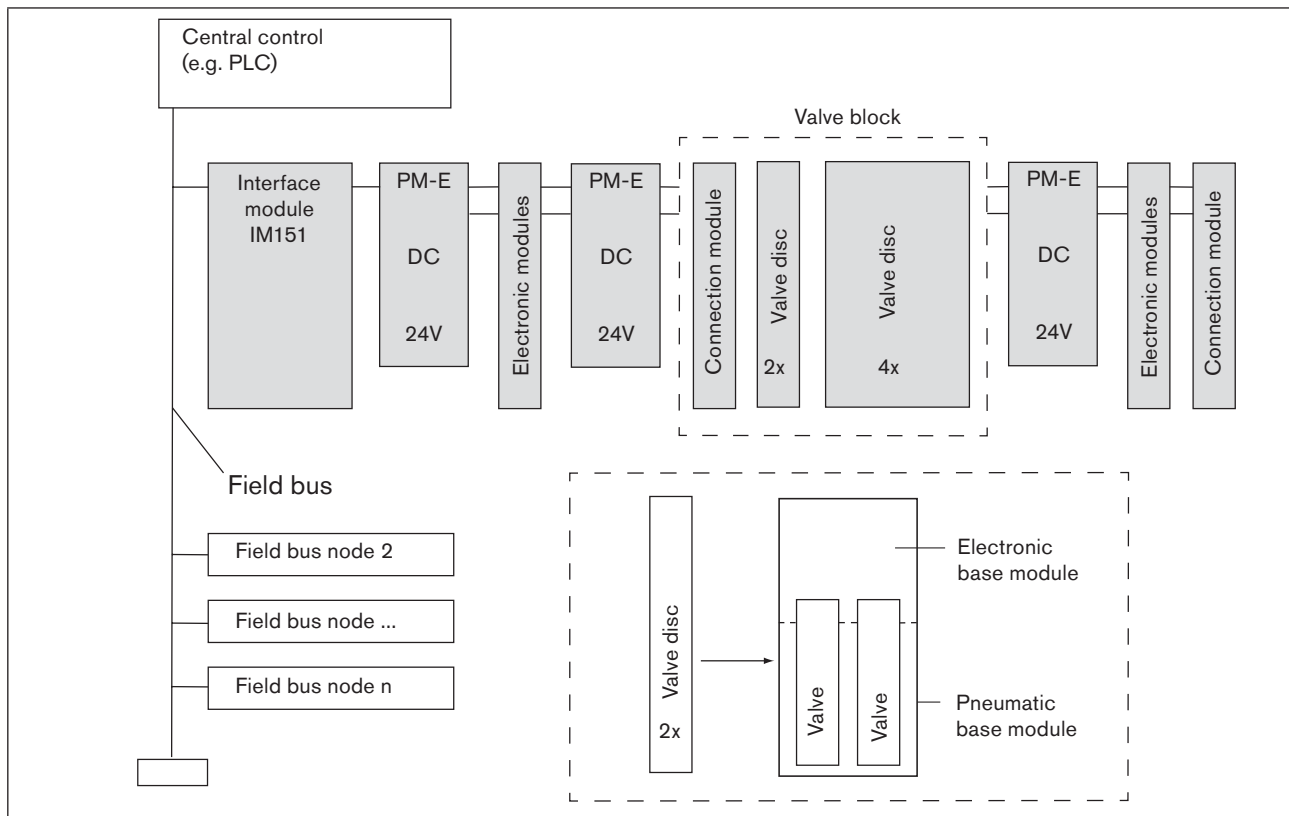 Central control
(e.g. PLC)
Valve block
Interface
module
IM151
PM-E
DC
24V
Electronic modules
PM-E
DC
24V
Connection module
Valve disc
2x
Valve disc
4x
PM-E
DC
24V
Electronic modules
Connection module
Field bus
Field bus node 2
Field bus node ...
Field bus node n
Valve disc
2x
Valve
Valve
Electronic
base module
Pneumatic
base module